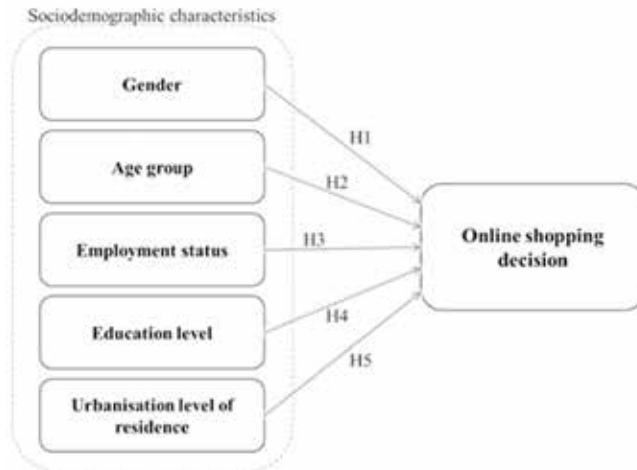 Sociodemographic characteristics
Gender
H1
Age group
H2
Employment status
H3
Online shopping
decision
Education level
H4
H5
Urbanisation level of
residence